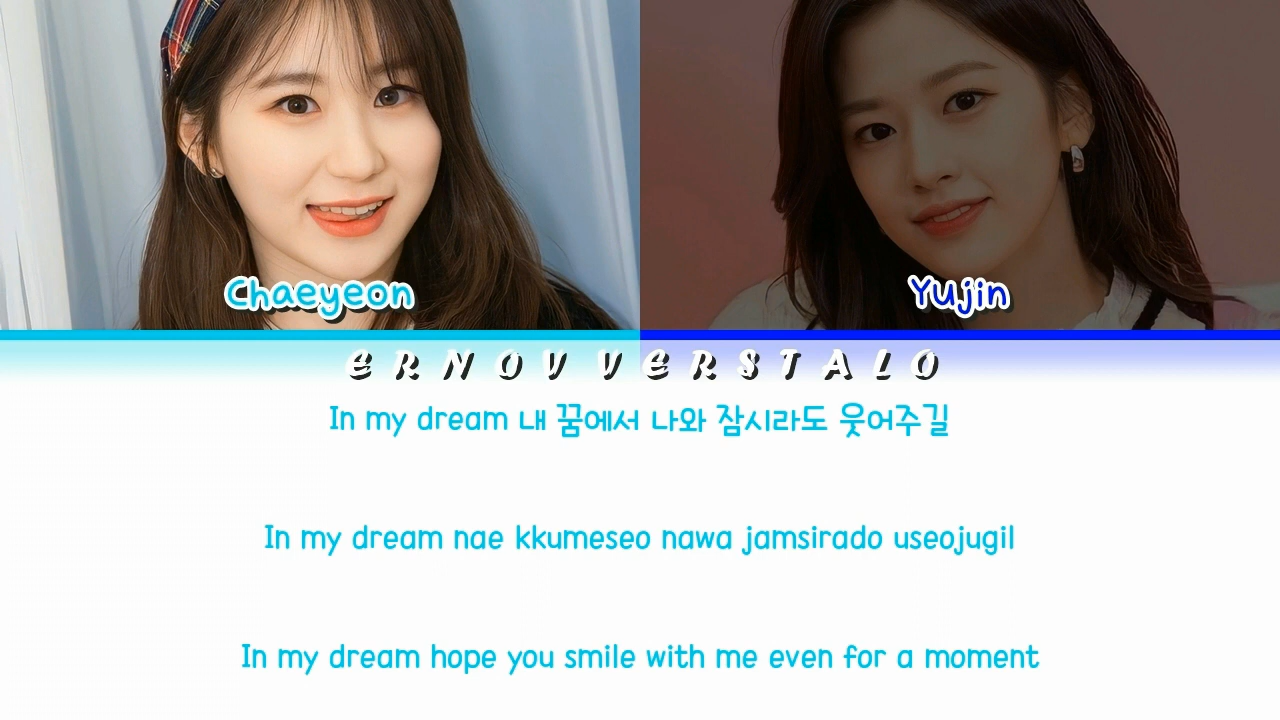 Chaeyeon
Yujin
ERNOV VERSTALO
In my dream 내 꿈에서 나와 잠시라도 웃어주길
In my dream nae kkumeseo nawa jamsirado useojugil
In my dream hope you smile with me even for a moment